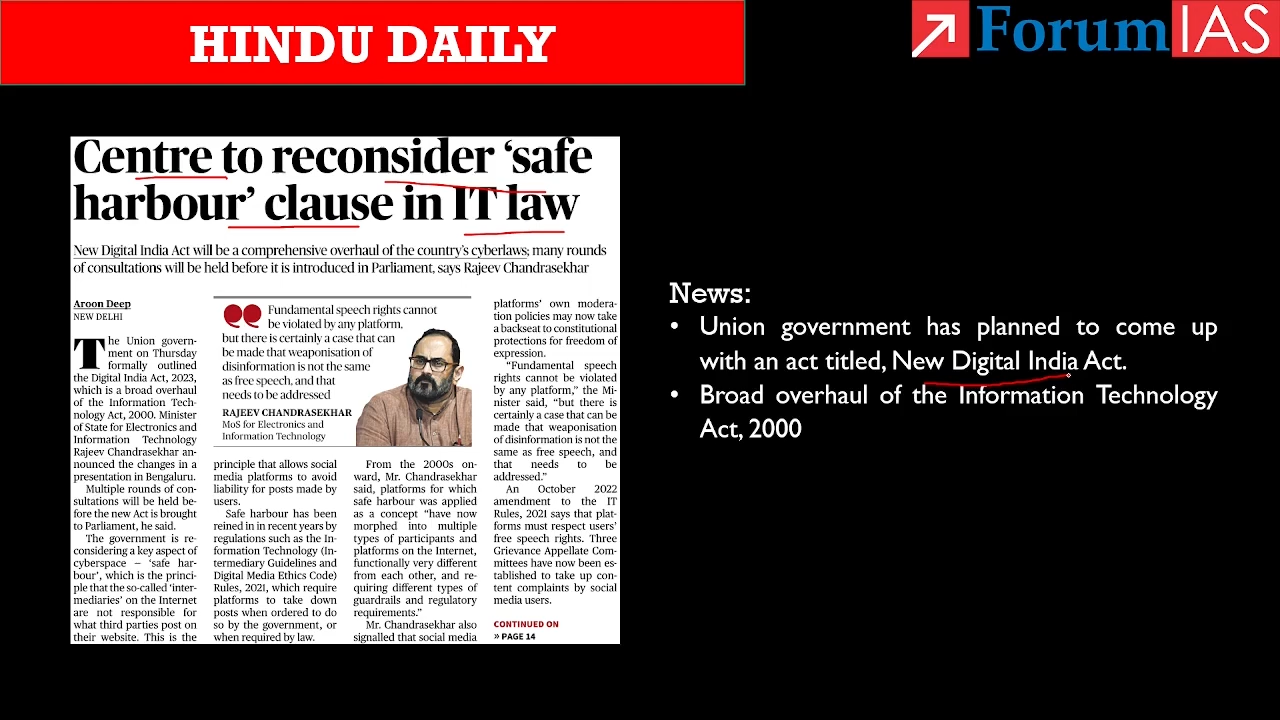 HINDU DAILY
ForumIAS
Centre to reconsider ‘safe
harbour’ clause in IT law
New Digital India Act will be a comprehensive overhaul of the country’s cyberlaws; many rounds
of consultations will be held before it is introduced in Parliament, says Rajeev Chandrasekhar
Aroon Deep
NEW DELHI
The Union govern-
ment on Thursday
formally outlined
the Digital India Act, 2023,
which is a broad overhaul
of the Information Tech-
nology Act, 2000. Minister
of State for Electronics and
Information Technology
Rajeev Chandrasekar an-
nounced the changes in a
presentation in Bengaluru.
Multiple rounds of con-
sultations will be held be-
fore the new Act is brought
to Parliament, he said.
The government is re-
considering a key aspect of
cyberspace – ‘safe har-
bour’, which is the princi-
ple that the so-called ‘inter-
mediaries’ on the Internet
are not responsible for
what third parties post on
their website. This is the
Fundamental speech rights cannot
be violated by any platform,
but there is certainly a case that can
be made that weaponisation of
disinformation is not the same
as free speech, and that
needs to be addressed
RAJEEV CHANDRASEKHAR
MoS for Electronics and
Information Technology
principle that allows social
media platforms to avoid
liability for posts made by
users.
Safe harbour has been
reined in in recent years by
regulations such as the In-
formation Technology (In-
termediary Guidelines and
Digital Media Ethics Code)
Rules, 2021, which require
platforms to take down
posts when ordered to do
so by the government, or
when required by law.
From the 2000s on-
ward, Mr. Chandrasekhar
said, platforms for which
safe harbour was applied
as a concept “have now
morphed into multiple
types of participants and
platforms on the Internet,
functionally very different
from each other, and re-
quiring different types of
guardrails and regulatory
requirements.”
Mr. Chandrasekhar also
signalled that social media
platforms’ own modera-
tion policies may now take
a backseat to constitutional
protections for freedom of
expression.
“Fundamental speech
rights cannot be violated
by any platform,” the Mi-
nister said, “but there is
certainly a case that can be
made that weaponisation
of disinformation is not the
same as free speech, and
that needs to be
addressed.”
An October 2022
amendment to the IT
Rules, 2021 says that plat-
forms must respect users’
free speech rights. Three
Grievance Appellate Com-
mittees have now been es-
tablished to take up con-
tent complaints by social
media users.
CONTINUED ON
» PAGE 14
News:
• Union government has planned to come up
with an act titled, New Digital India Act.
• Broad overhaul of the Information Technology
Act, 2000